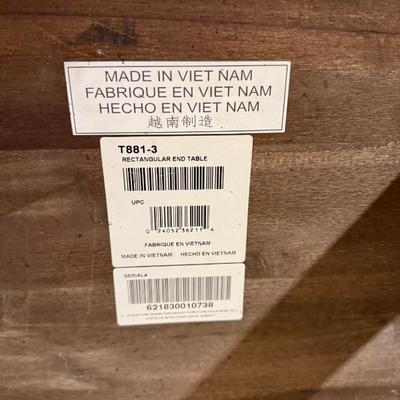 MADE IN VIET NAM
FABRIQUE EN VIET NAM
HECHO EN VIET NAM
越南制造
T881-3
RECTANGULAR END TABLE
UPC
0 24052 36211 4
FABRIQUE EN VIETNAM
MADE IN VIETNAM HECHO EN VIETNAM
SERIAL#
621830010738